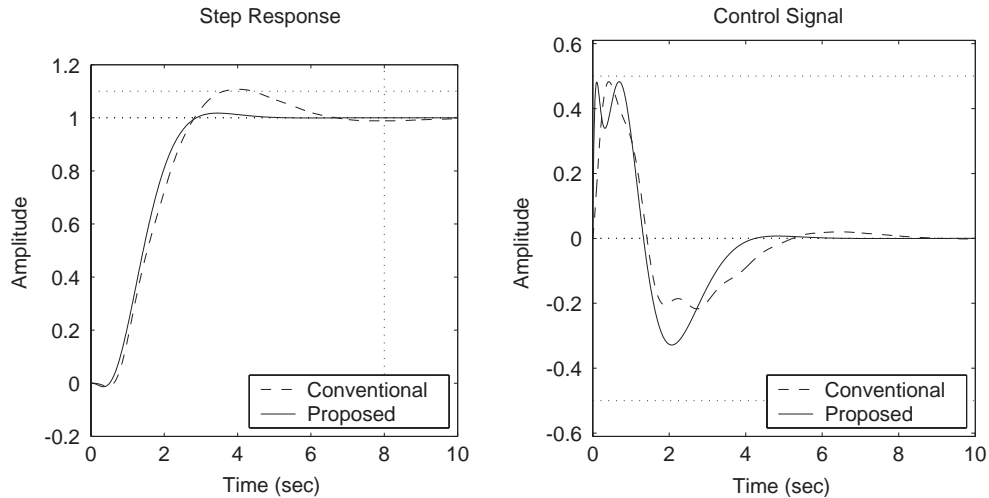 Step Response
1.2
1
0.8
0.6
0.4
0.2
0
-0.2
Amplitude
0 2 4 6 8 10
Time (sec)
Conventional
Proposed
Control Signal
0.6
0.4
0.2
0
-0.2
-0.4
-0.6
Amplitude
0 2 4 6 8 10
Time (sec)
Conventional
Proposed